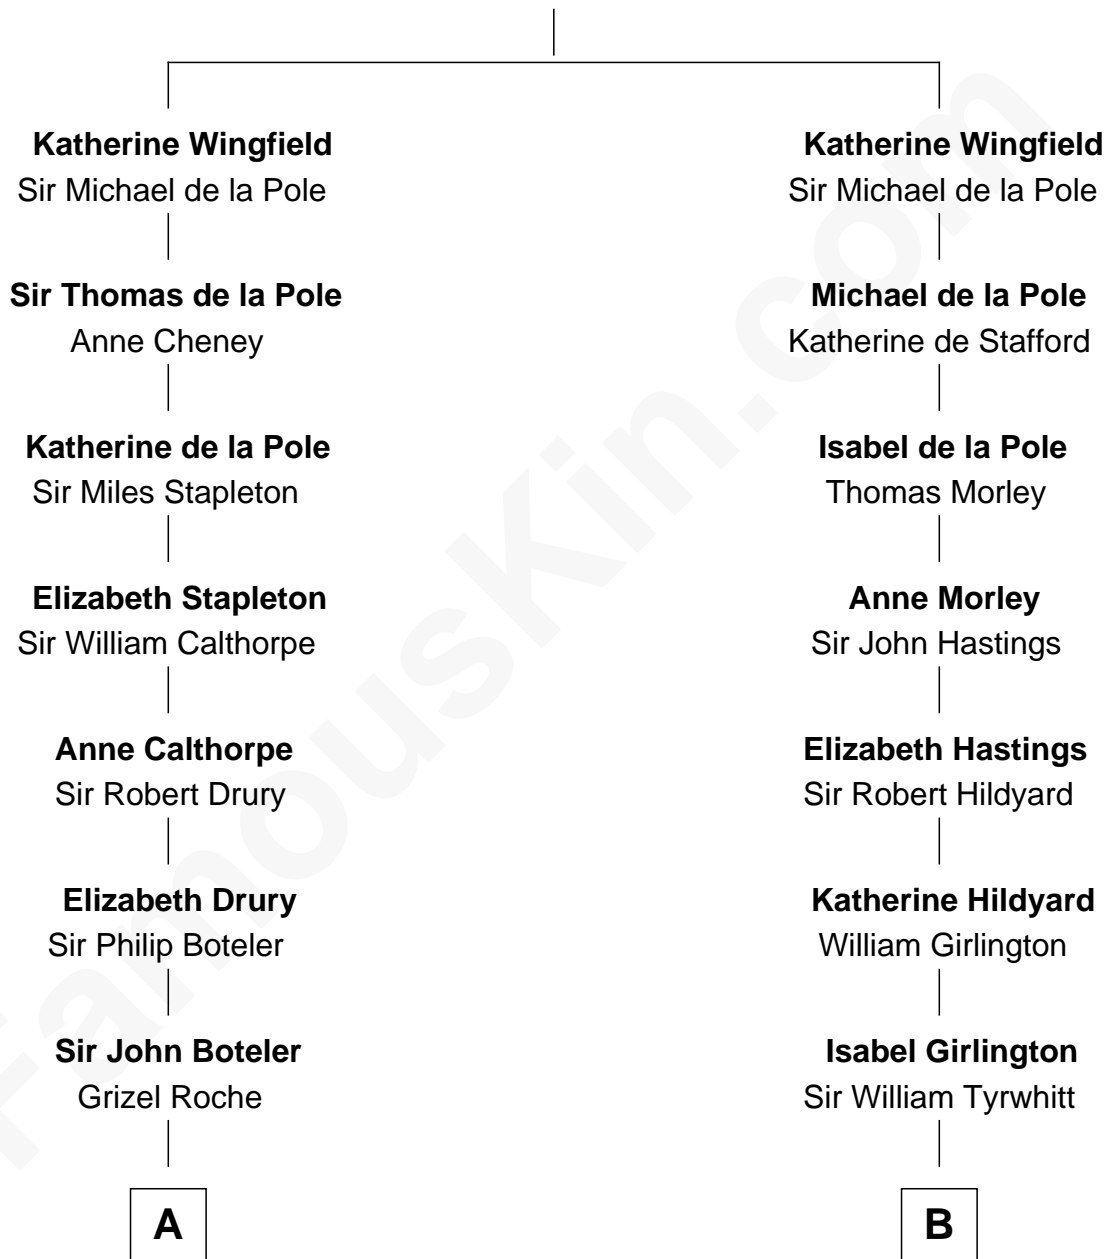 Katherine Wingfield
Sir Michael de la Pole
Sir Thomas de la Pole
Anne Cheney
Katherine de la Pole
Sir Miles Stapleton
Elizabeth Stapleton
Sir William Calthorpe
Anne Calthorpe
Sir Robert Drury
Elizabeth Drury
Sir Philip Boteler
Sir John Boteler
Grizel Roche
A
Katherine Wingfield
Sir Michael de la Pole
Michael de la Pole
Katherine de Stafford
Isabel de la Pole
Thomas Morley
Anne Morley
Sir John Hastings
Elizabeth Hastings
Sir Robert Hildyard
Katherine Hildyard
William Girlington
Isabel Girlington
Sir William Tyrwhitt
B
FamousKin.com